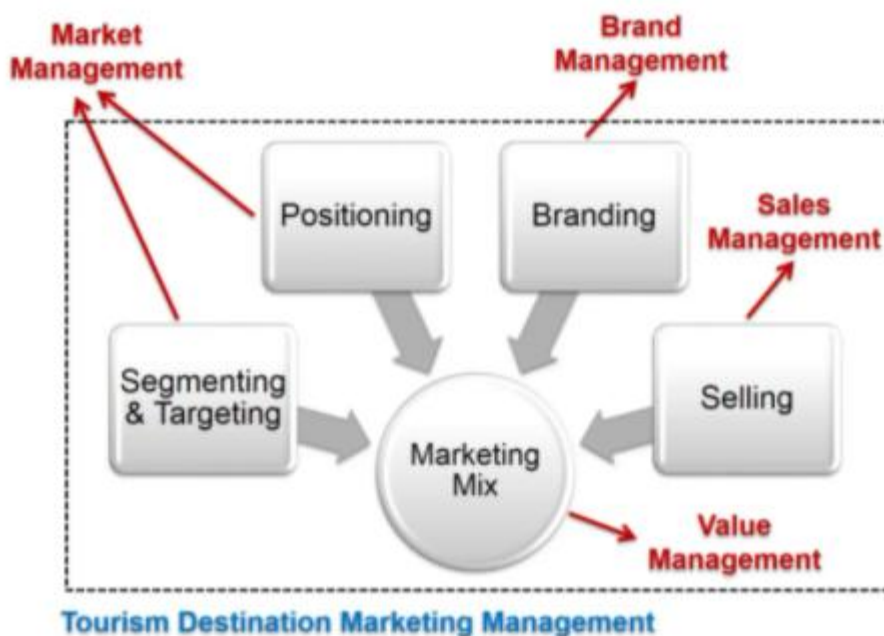 Market
Management
Brand
Management
Positioning
Branding
Sales
Management
Segmenting
& Targeting
Selling
Marketing
Mix
Value
Management
Tourism Destination Marketing Management